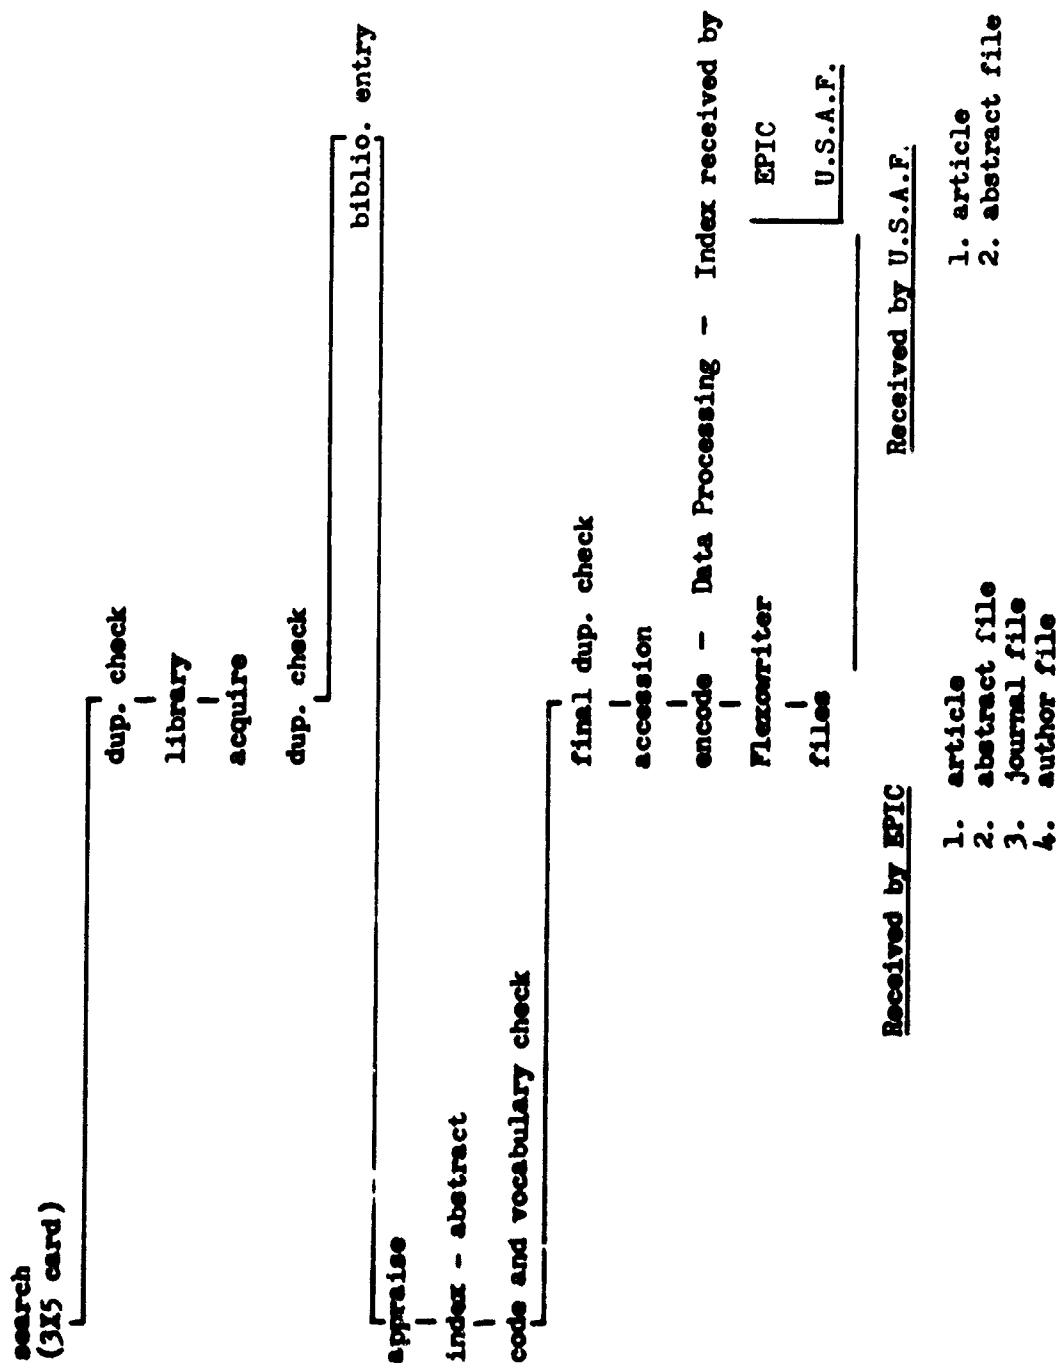 search
(3X5 card)
dup. check
library
acquire
dup. check
biblio. entry
appraise
index - abstract
code and vocabulary check
final dup. check
accession
encode - Data Processing - Index received by
EPIC
U.S.A.F.
Flexowriter
files
Received by EPIC
1. article
2. abstract file
3. journal file
4. author file
Received by U.S.A.F.
1. article
2. abstract file